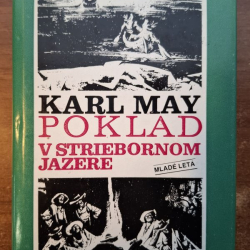 KARL MAY
POKLAD
V STRIEBORNOM
JAZERE
MLADÉ LETÁ